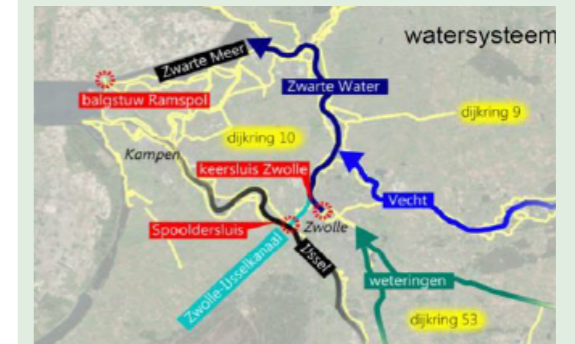 watersysteem
Zwarte Meer
Zwarte Water
balgstuw Ramspol
dijkring 9
dijkring 10
Kampen
keersluis Zwolle
Vecht
Spooldersluis
Zwolle
IJssel
Zwolle-IJsselkanaal
weteringen
dijkring 53